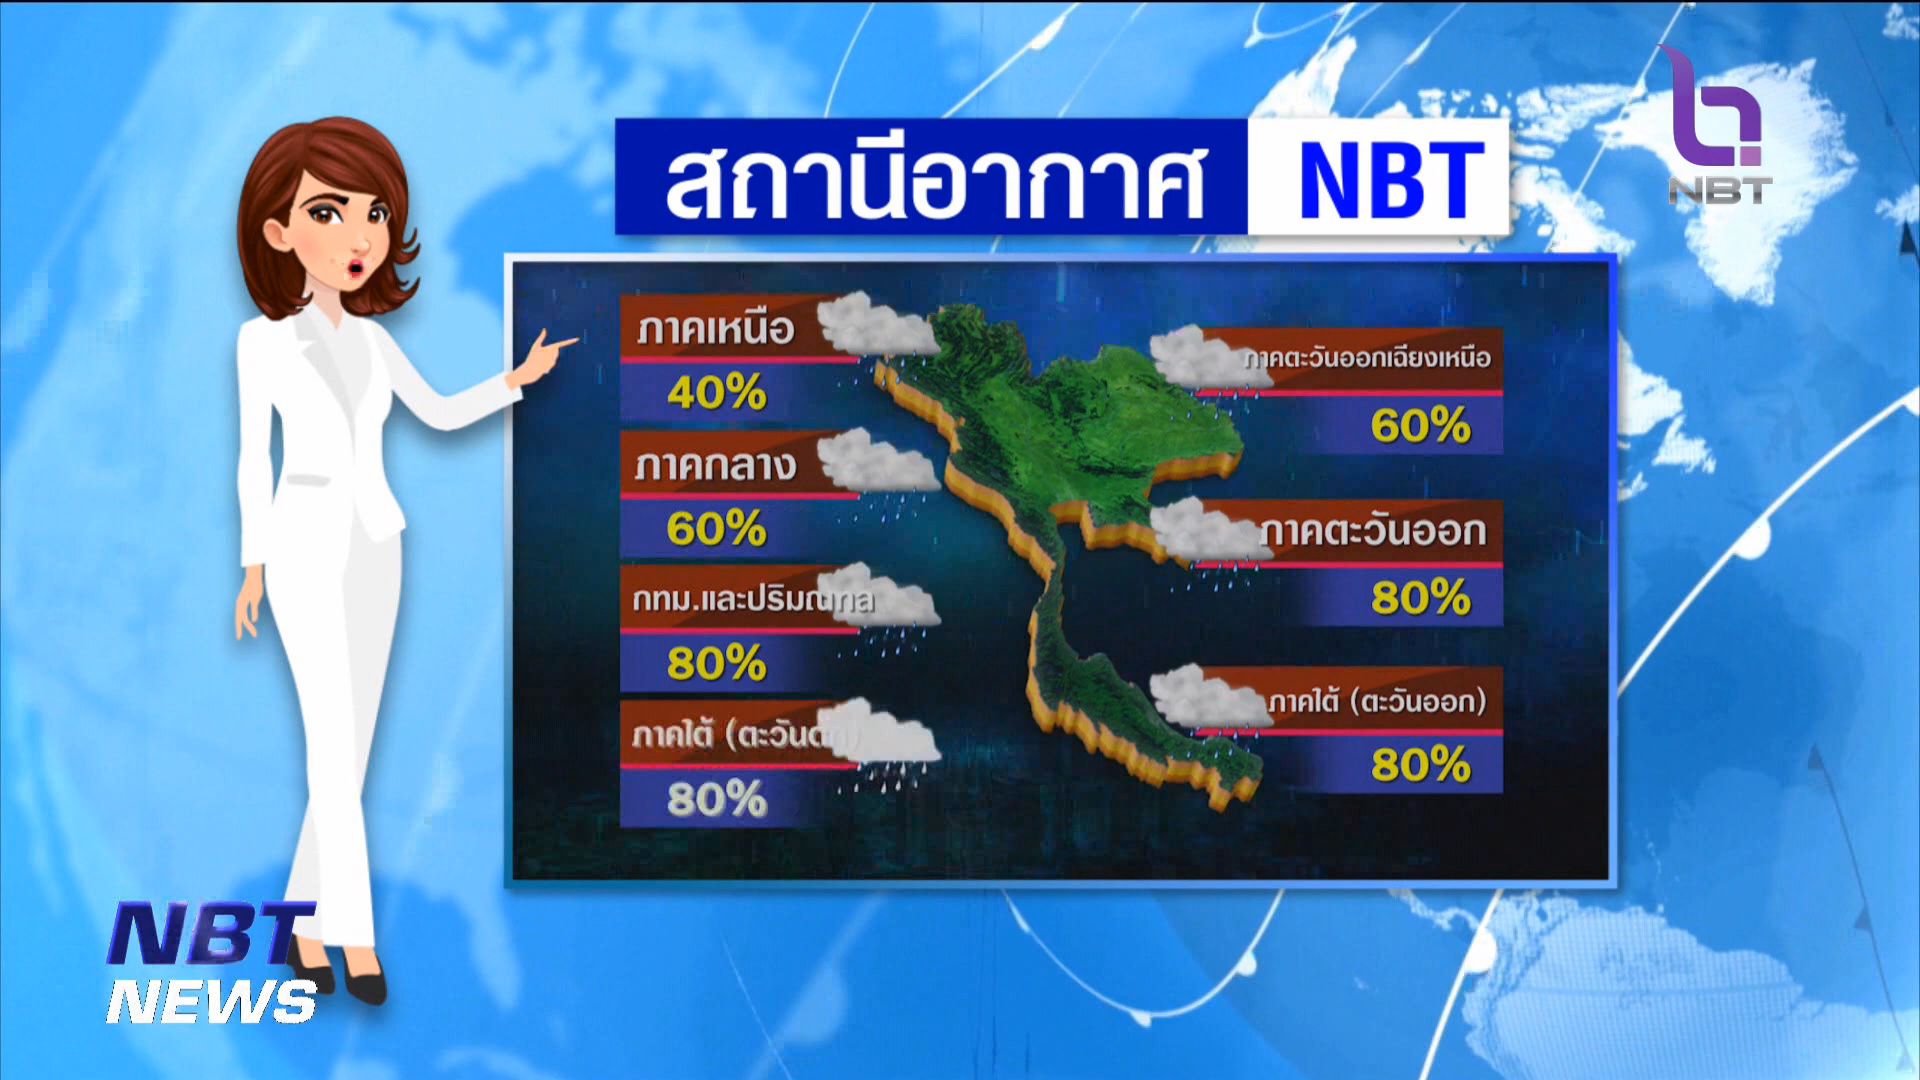 สถานีอากาศ NBT
NBT
ภาคเหนือ
40%
ภาคกลาง
60%
กทม.และปริมณฑล
80%
ภาคใต้ (ตะวันตก)
80%
ภาคตะวันออกเฉียงเหนือ
60%
ภาคตะวันออก
80%
ภาคใต้ (ตะวันออก)
80%
NBT
NEWS